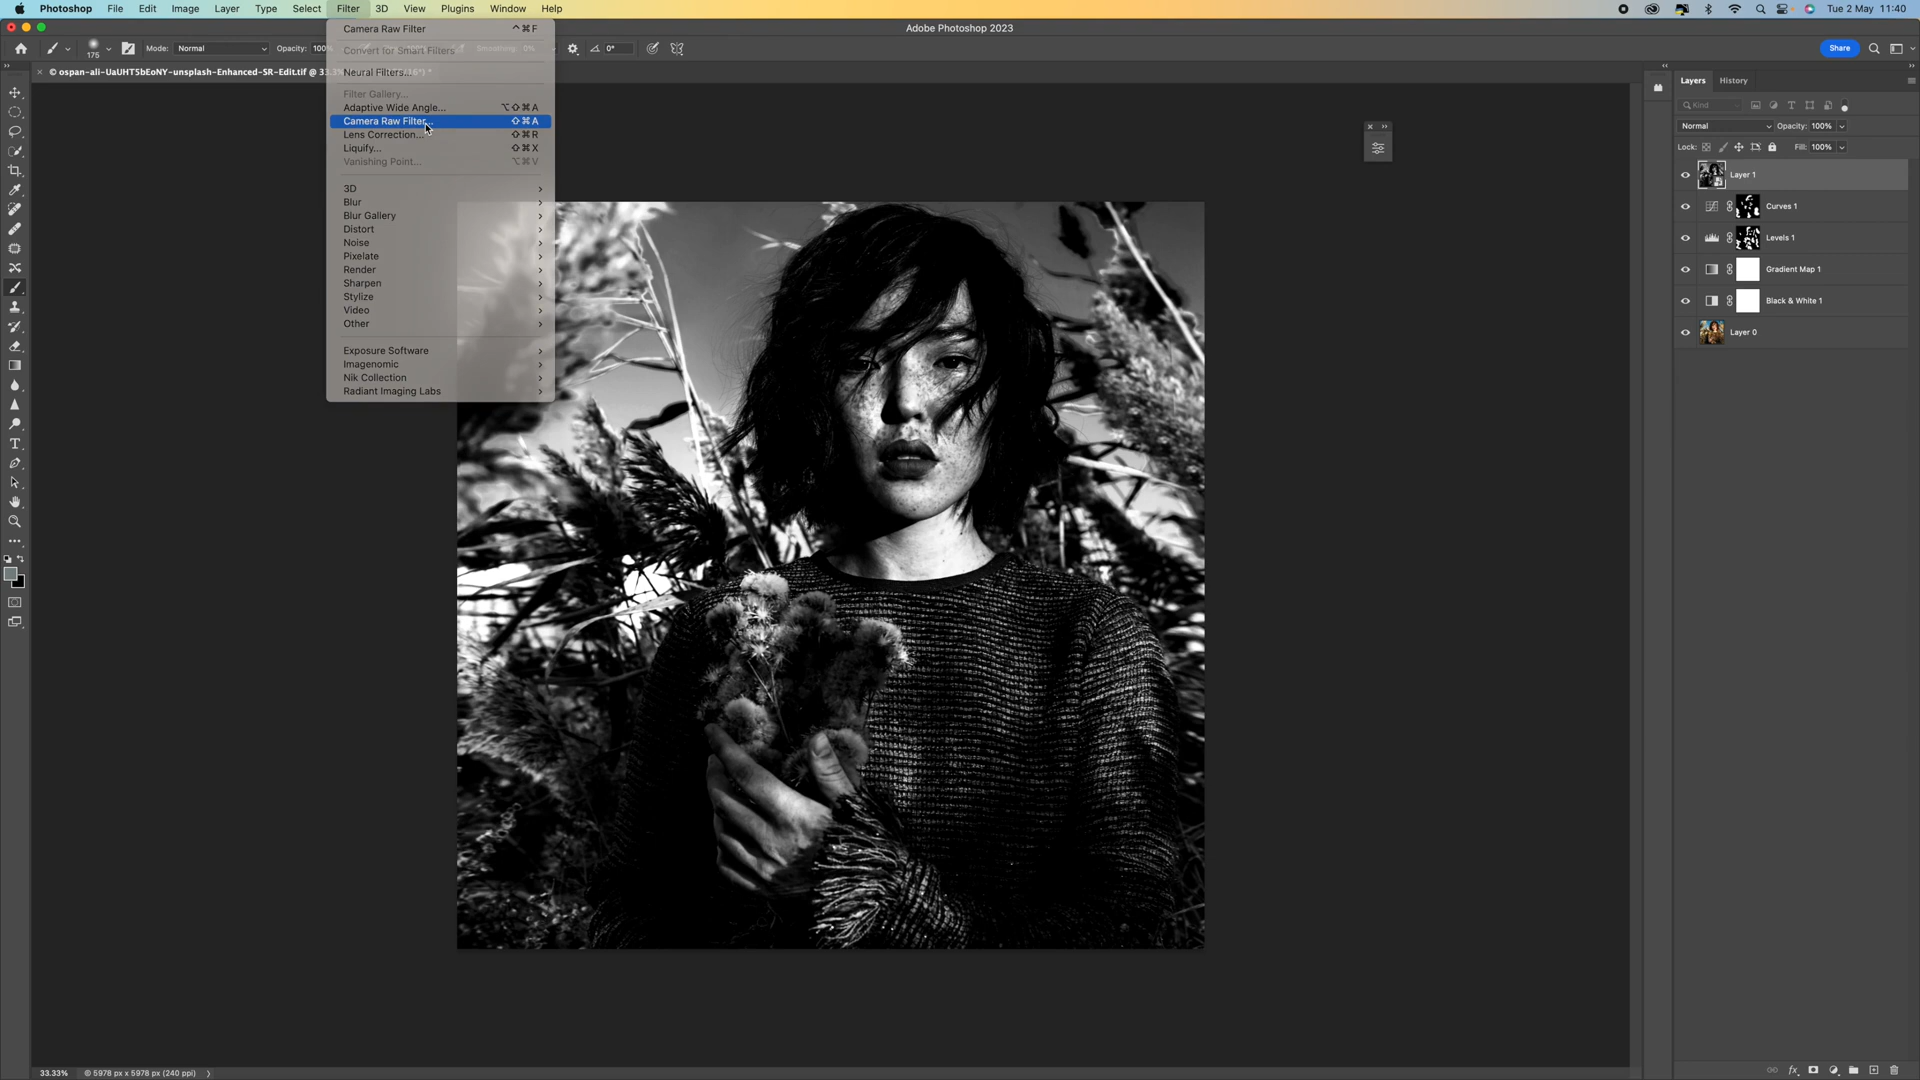 Photoshop File Edit Image Layer Type Select Filter 3D View Plugins Window Help Tue 2 May 11:40
Adobe Photoshop 2023
175 Mode: Normal Opacity: 100% Smoothing: 0% 0° Share
© ospan-ali-UaUHT5bEoNY-unsplash-Enhanced-SR-Edit.tif @ 33.3
Camera Raw Filter ⌃⌘F
Convert for Smart Filters
Neural Filters...
Filter Gallery...
Adaptive Wide Angle... ⌥⇧⌘A
Camera Raw Filter... ⇧⌘A
Lens Correction... ⇧⌘R
Liquify... ⇧⌘X
Vanishing Point... ⌥⌘V
3D
Blur
Blur Gallery
Distort
Noise
Pixelate
Render
Sharpen
Stylize
Video
Other
Exposure Software
Imagenomic
Nik Collection
Radiant Imaging Labs
Layers History
Kind
Normal Opacity: 100%
Lock: Fill: 100%
Layer 1
Curves 1
Levels 1
Gradient Map 1
Black & White 1
Layer 0
fx
33.33% © 5978 px x 5978 px (240 ppi)